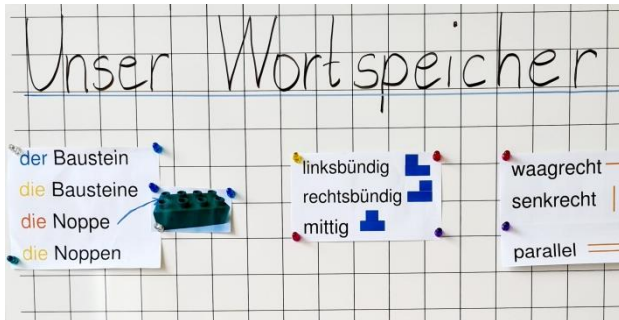 Unser Wortspeicher
der Baustein
die Bausteine
die Noppe
die Noppen
linksbündig
rechtsbündig
mittig
waagrecht
senkrecht
parallel